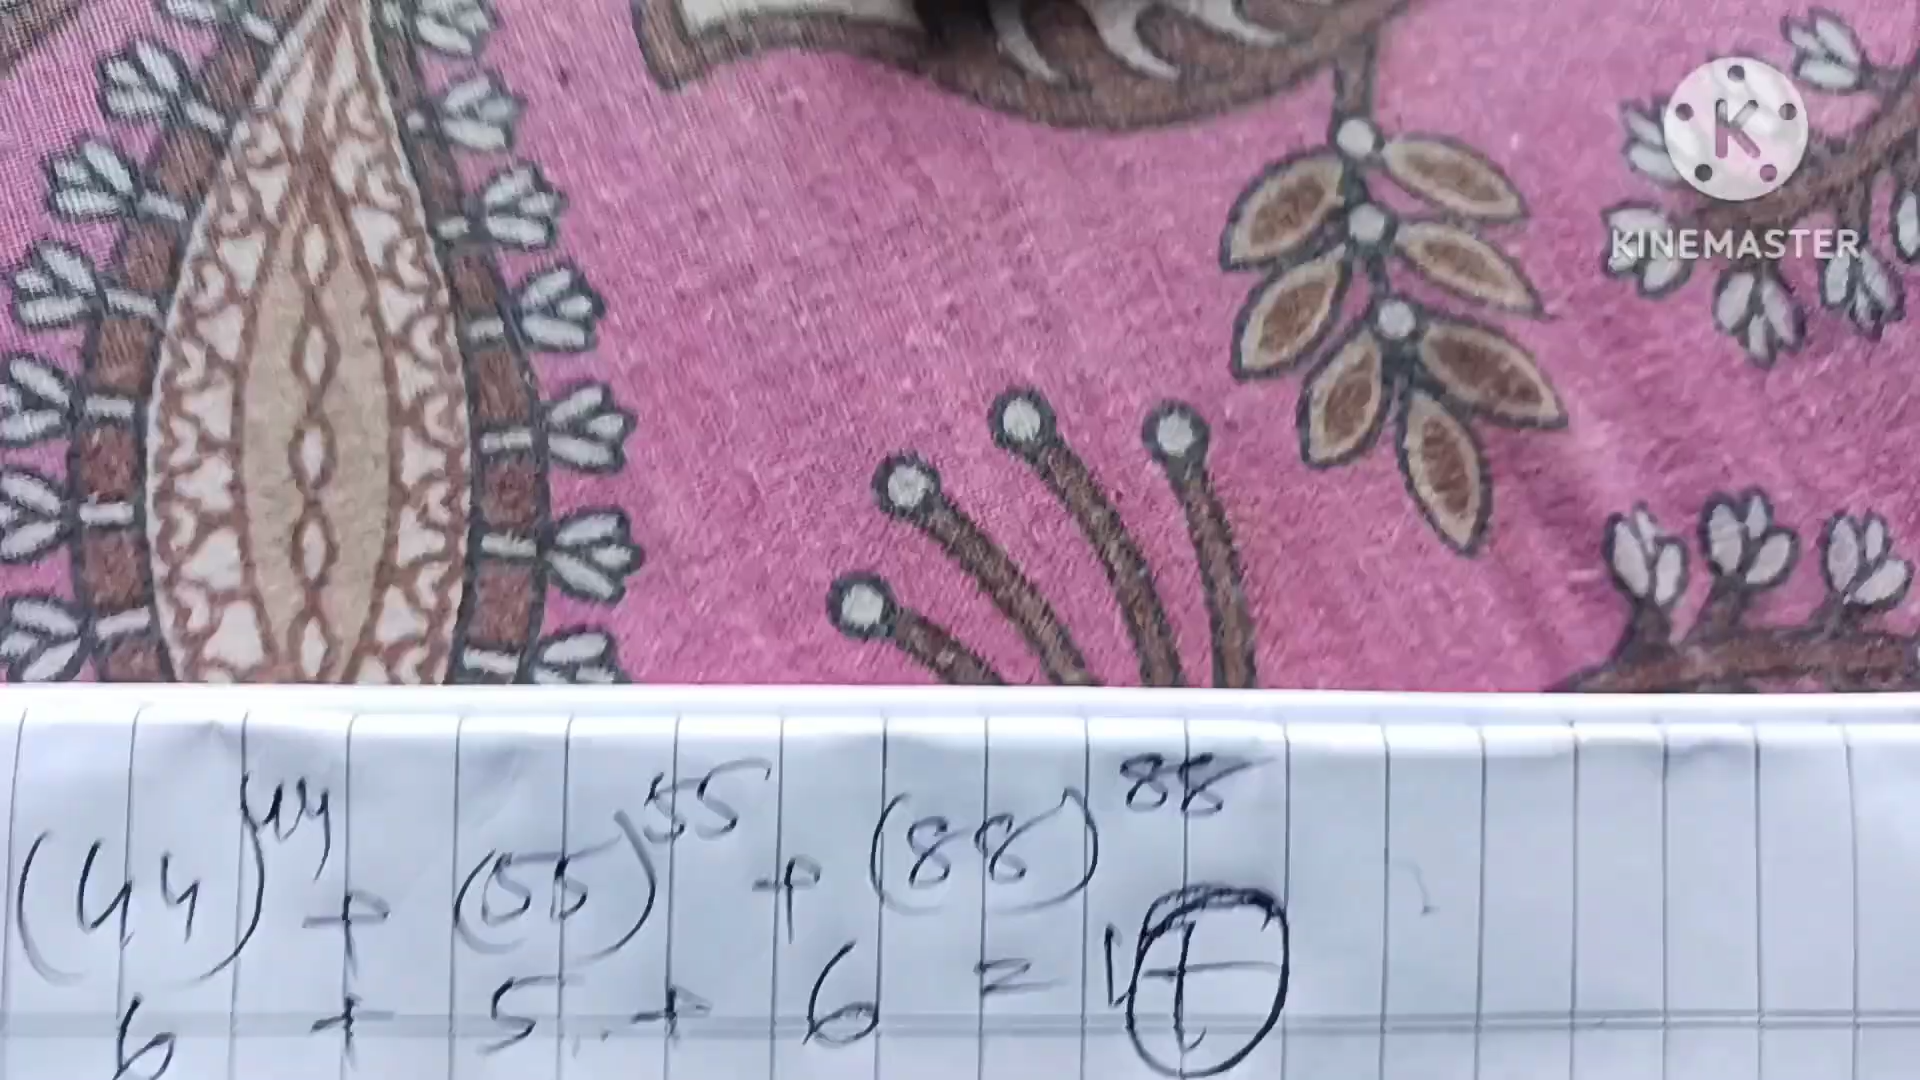 K
KINEMASTER
(44)^44 + (55)^55 + (88)^88
6 + 5 + 6 = 17